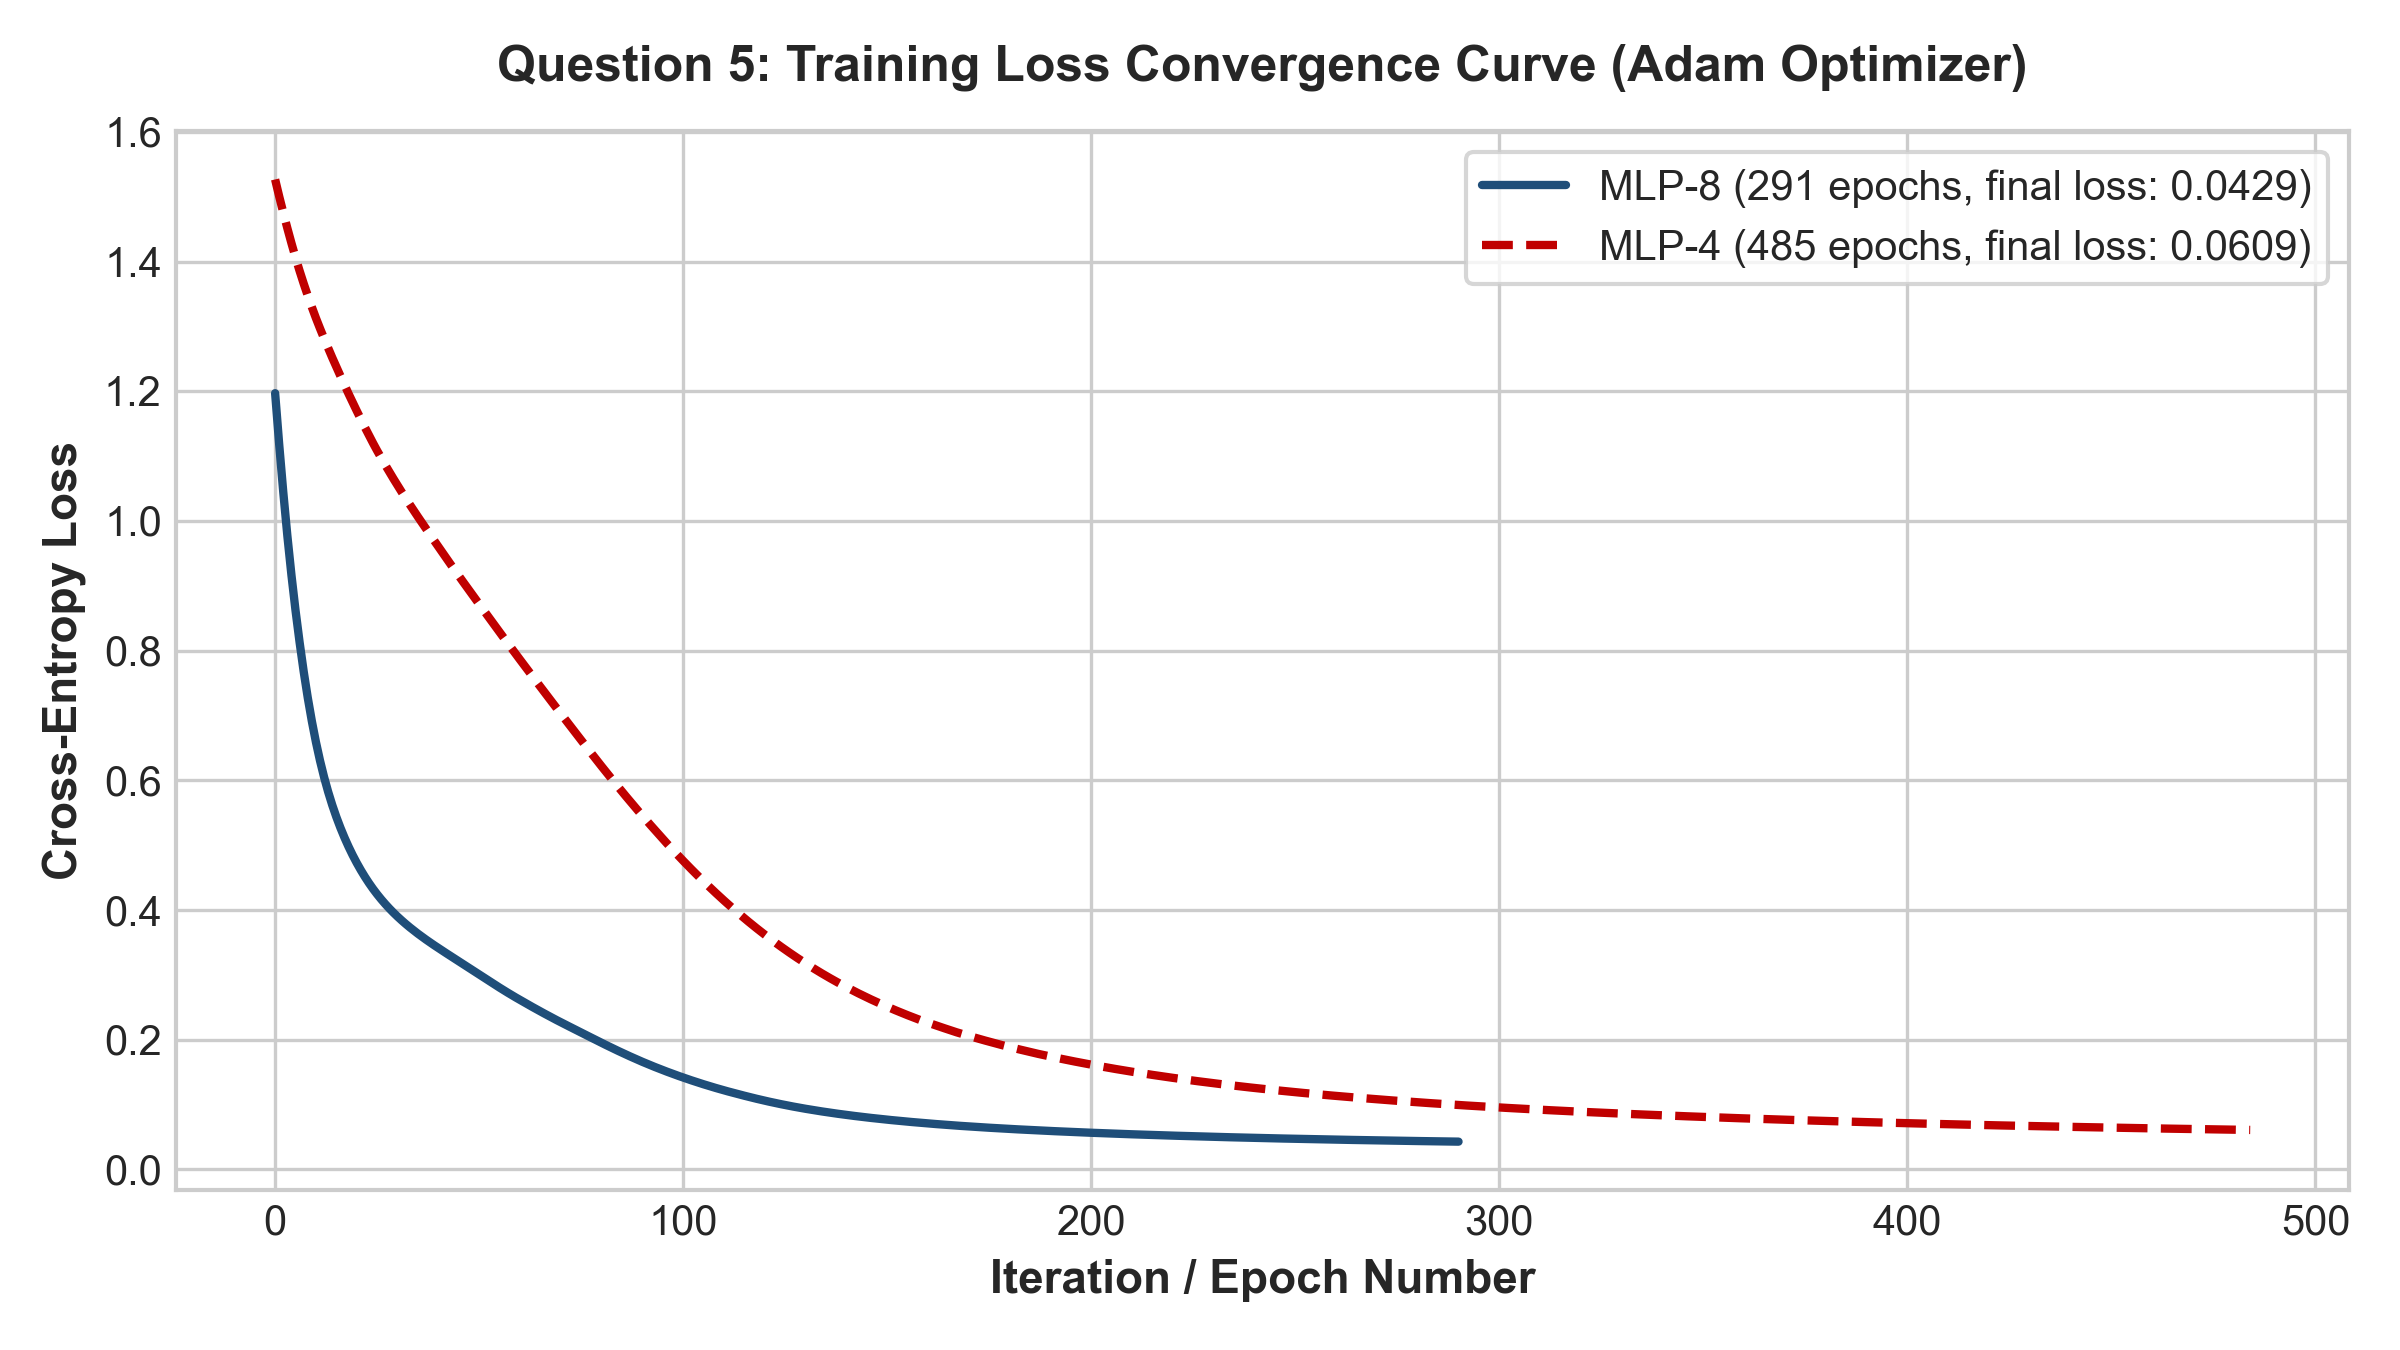 Question 5: Training Loss Convergence Curve (Adam Optimizer)
MLP-8 (291 epochs, final loss: 0.0429)
MLP-4 (485 epochs, final loss: 0.0609)
Cross-Entropy Loss
1.6
1.4
1.2
1.0
0.8
0.6
0.4
0.2
0.0
0 100 200 300 400 500
Iteration / Epoch Number